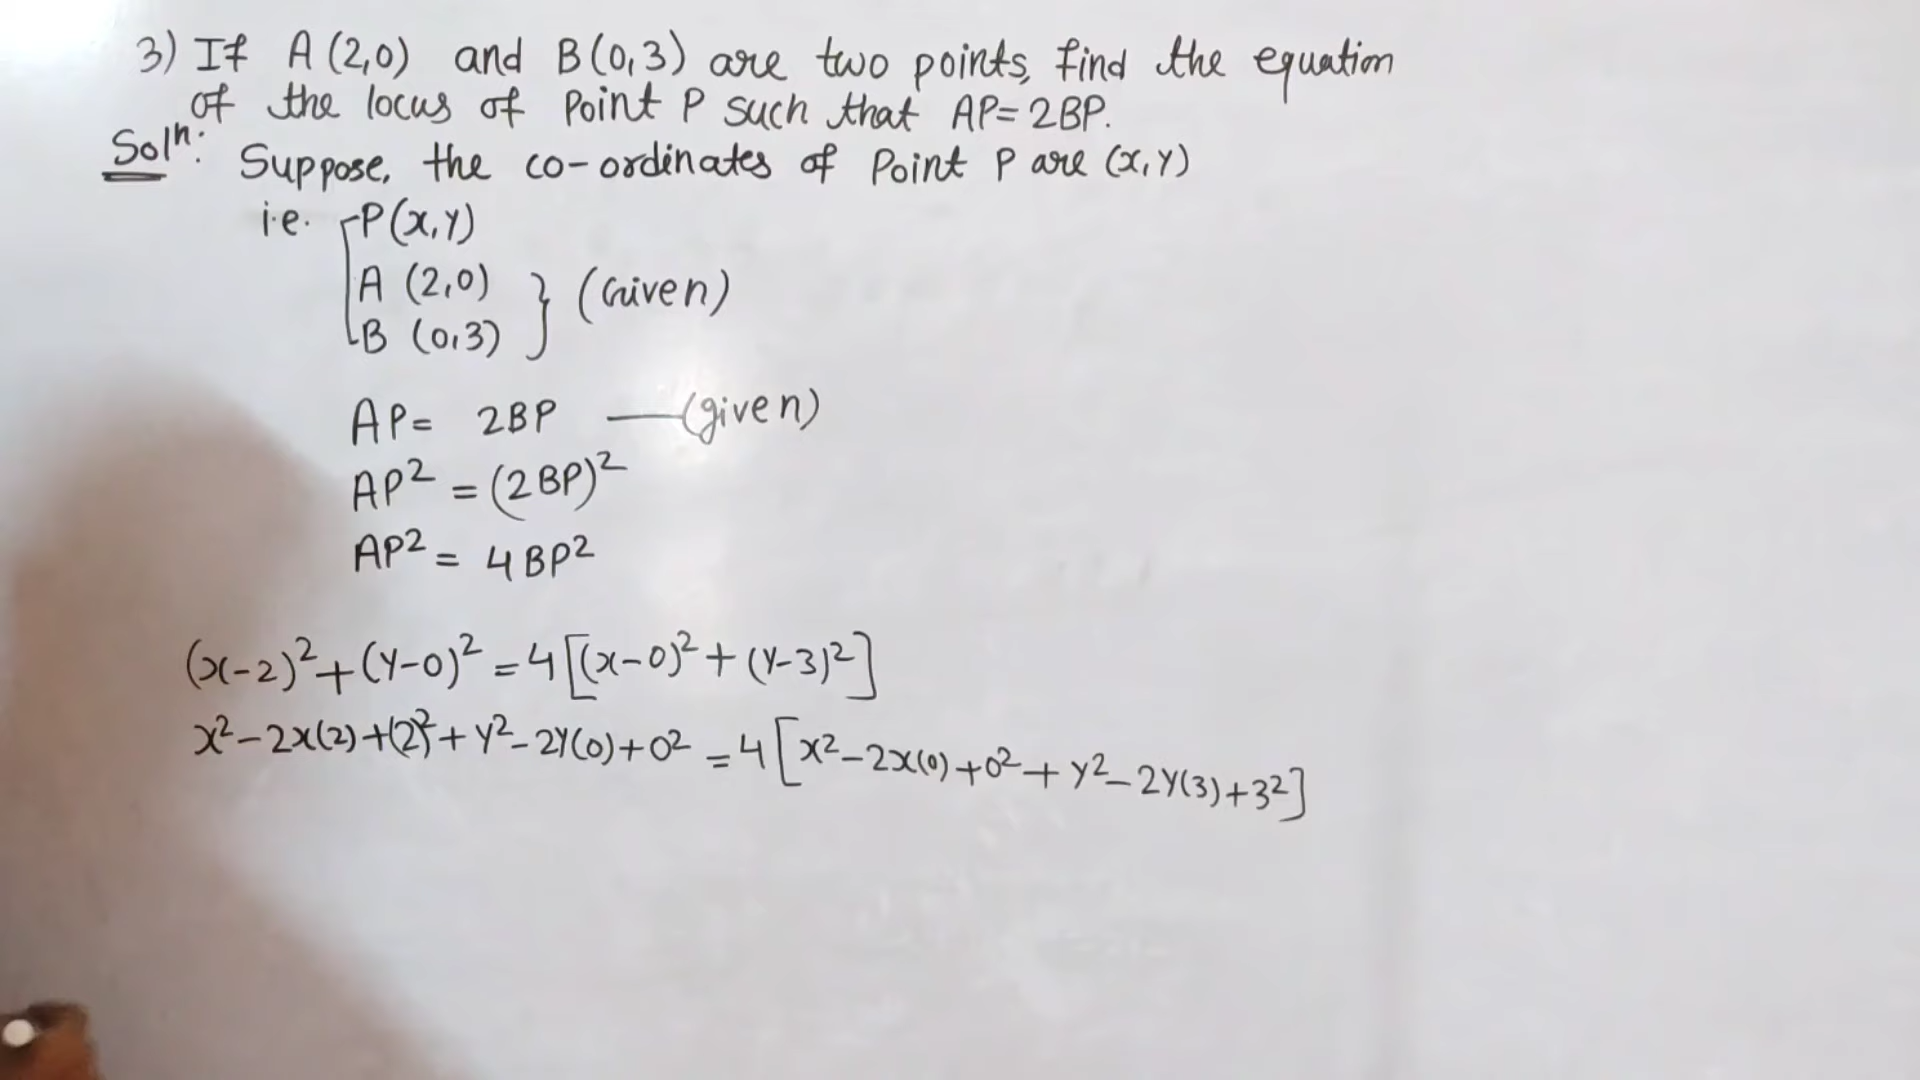 3) If A (2,0) and B (0,3) are two points, find the equation
of the locus of Point P such that AP = 2BP.
Solⁿ: Suppose, the co-ordinates of Point P are (x, y)
i.e. P(x, y)
A (2,0)
B (0,3) } (Given)
AP = 2BP —(given)
AP² = (2BP)²
AP² = 4BP²
(x-2)² + (y-0)² = 4[(x-0)² + (y-3)²]
x² - 2x(2) + (2)² + y² - 2y(0) + 0² = 4[x² - 2x(0) + 0² + y² - 2y(3) + 3²]